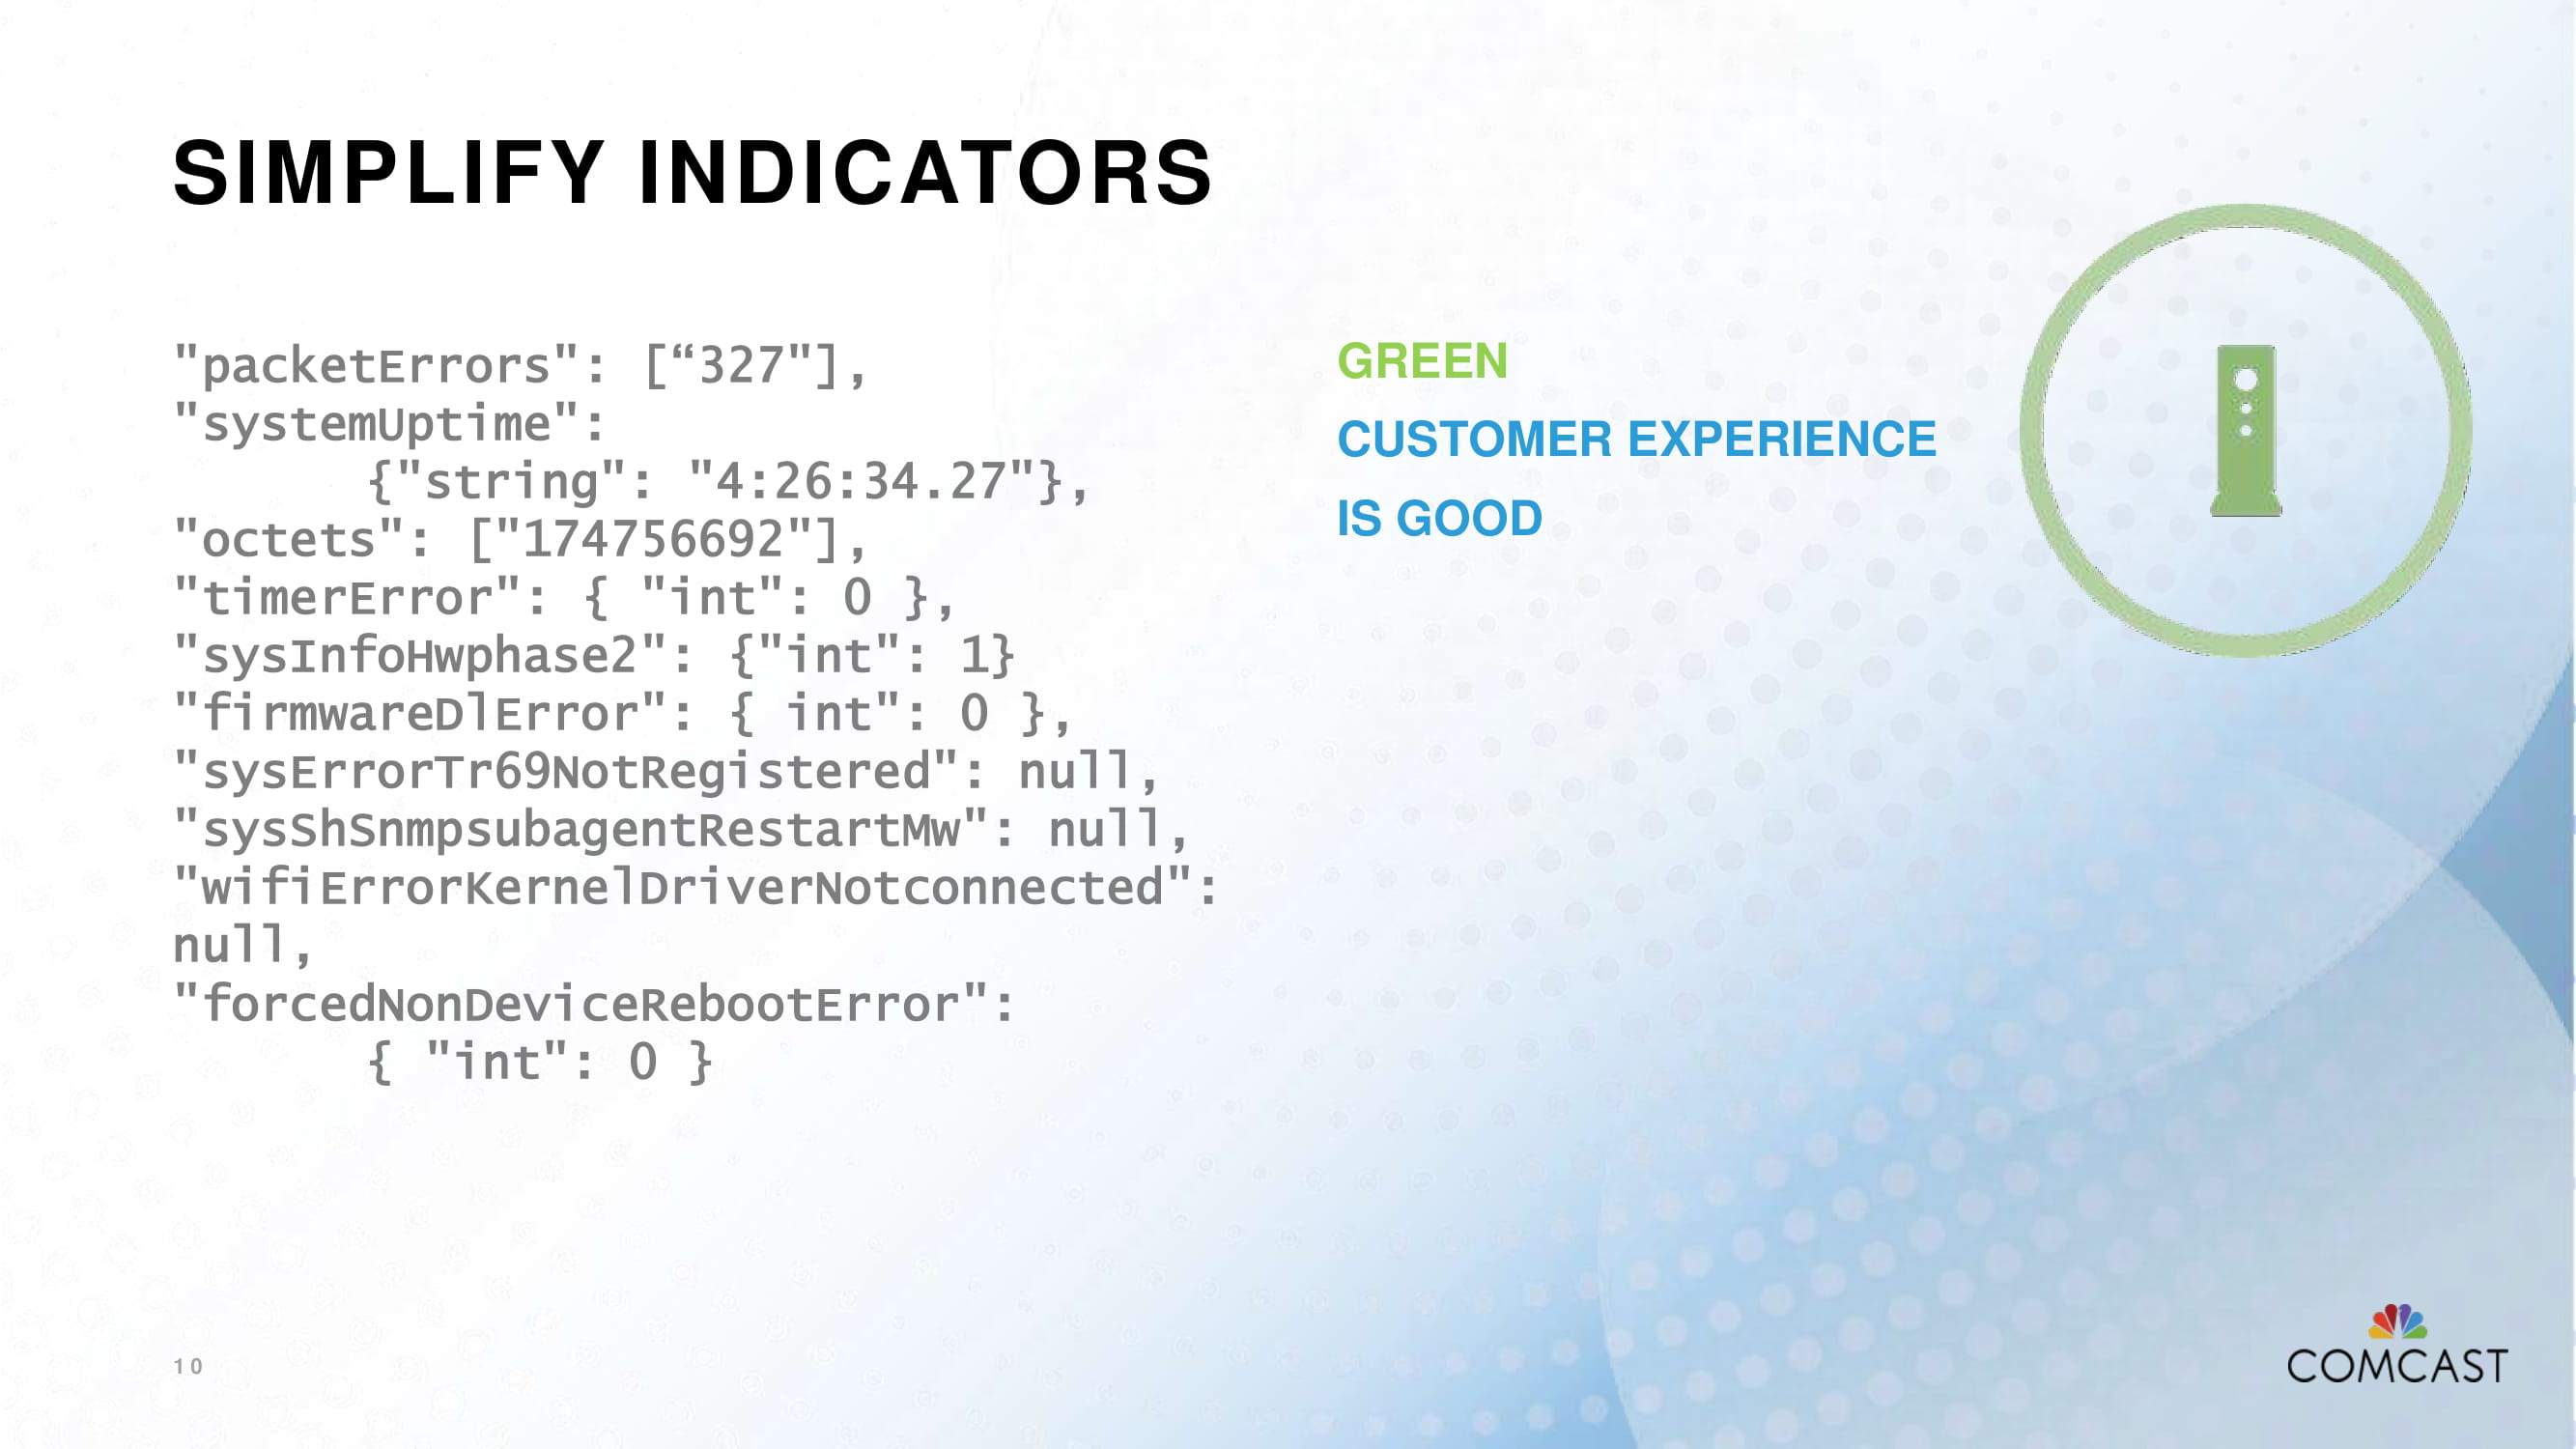 SIMPLIFY INDICATORS
"packetErrors": [“327"],
"systemUptime":
{"string": "4:26:34.27"},
"octets": ["174756692"],
"timerError": { "int": 0 },
"sysInfoHwphase2": {"int": 1}
"firmwareDlError": { int": 0 },
"sysErrorTr69NotRegistered": null,
"sysShSnmpsubagentRestartMw": null,
"wifiErrorKernelDriverNotconnected":
null,
"forcedNonDeviceRebootError":
{ "int": 0 }
GREEN
CUSTOMER EXPERIENCE
IS GOOD
10
COMCAST